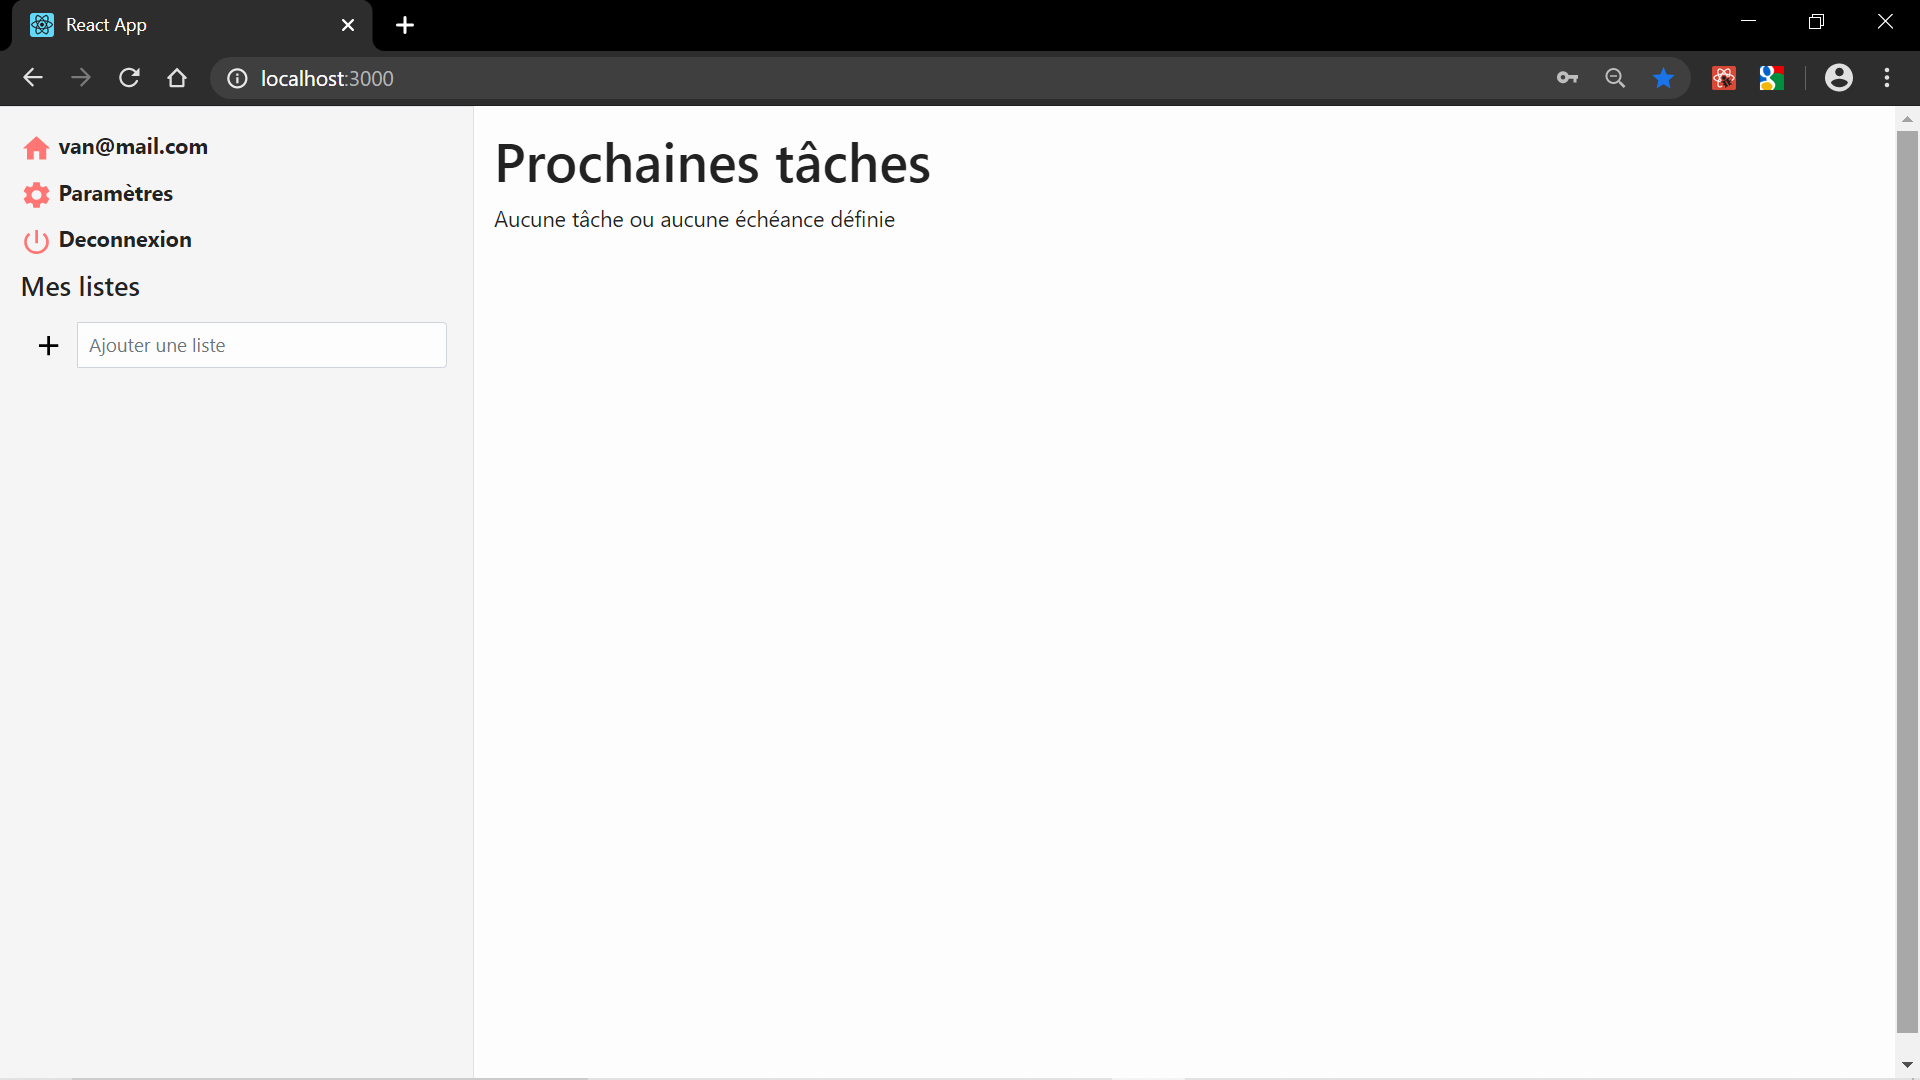 React App
localhost:3000
van@mail.com
Paramètres
Deconnexion
Mes listes
Ajouter une liste
Prochaines tâches
Aucune tâche ou aucune échéance définie